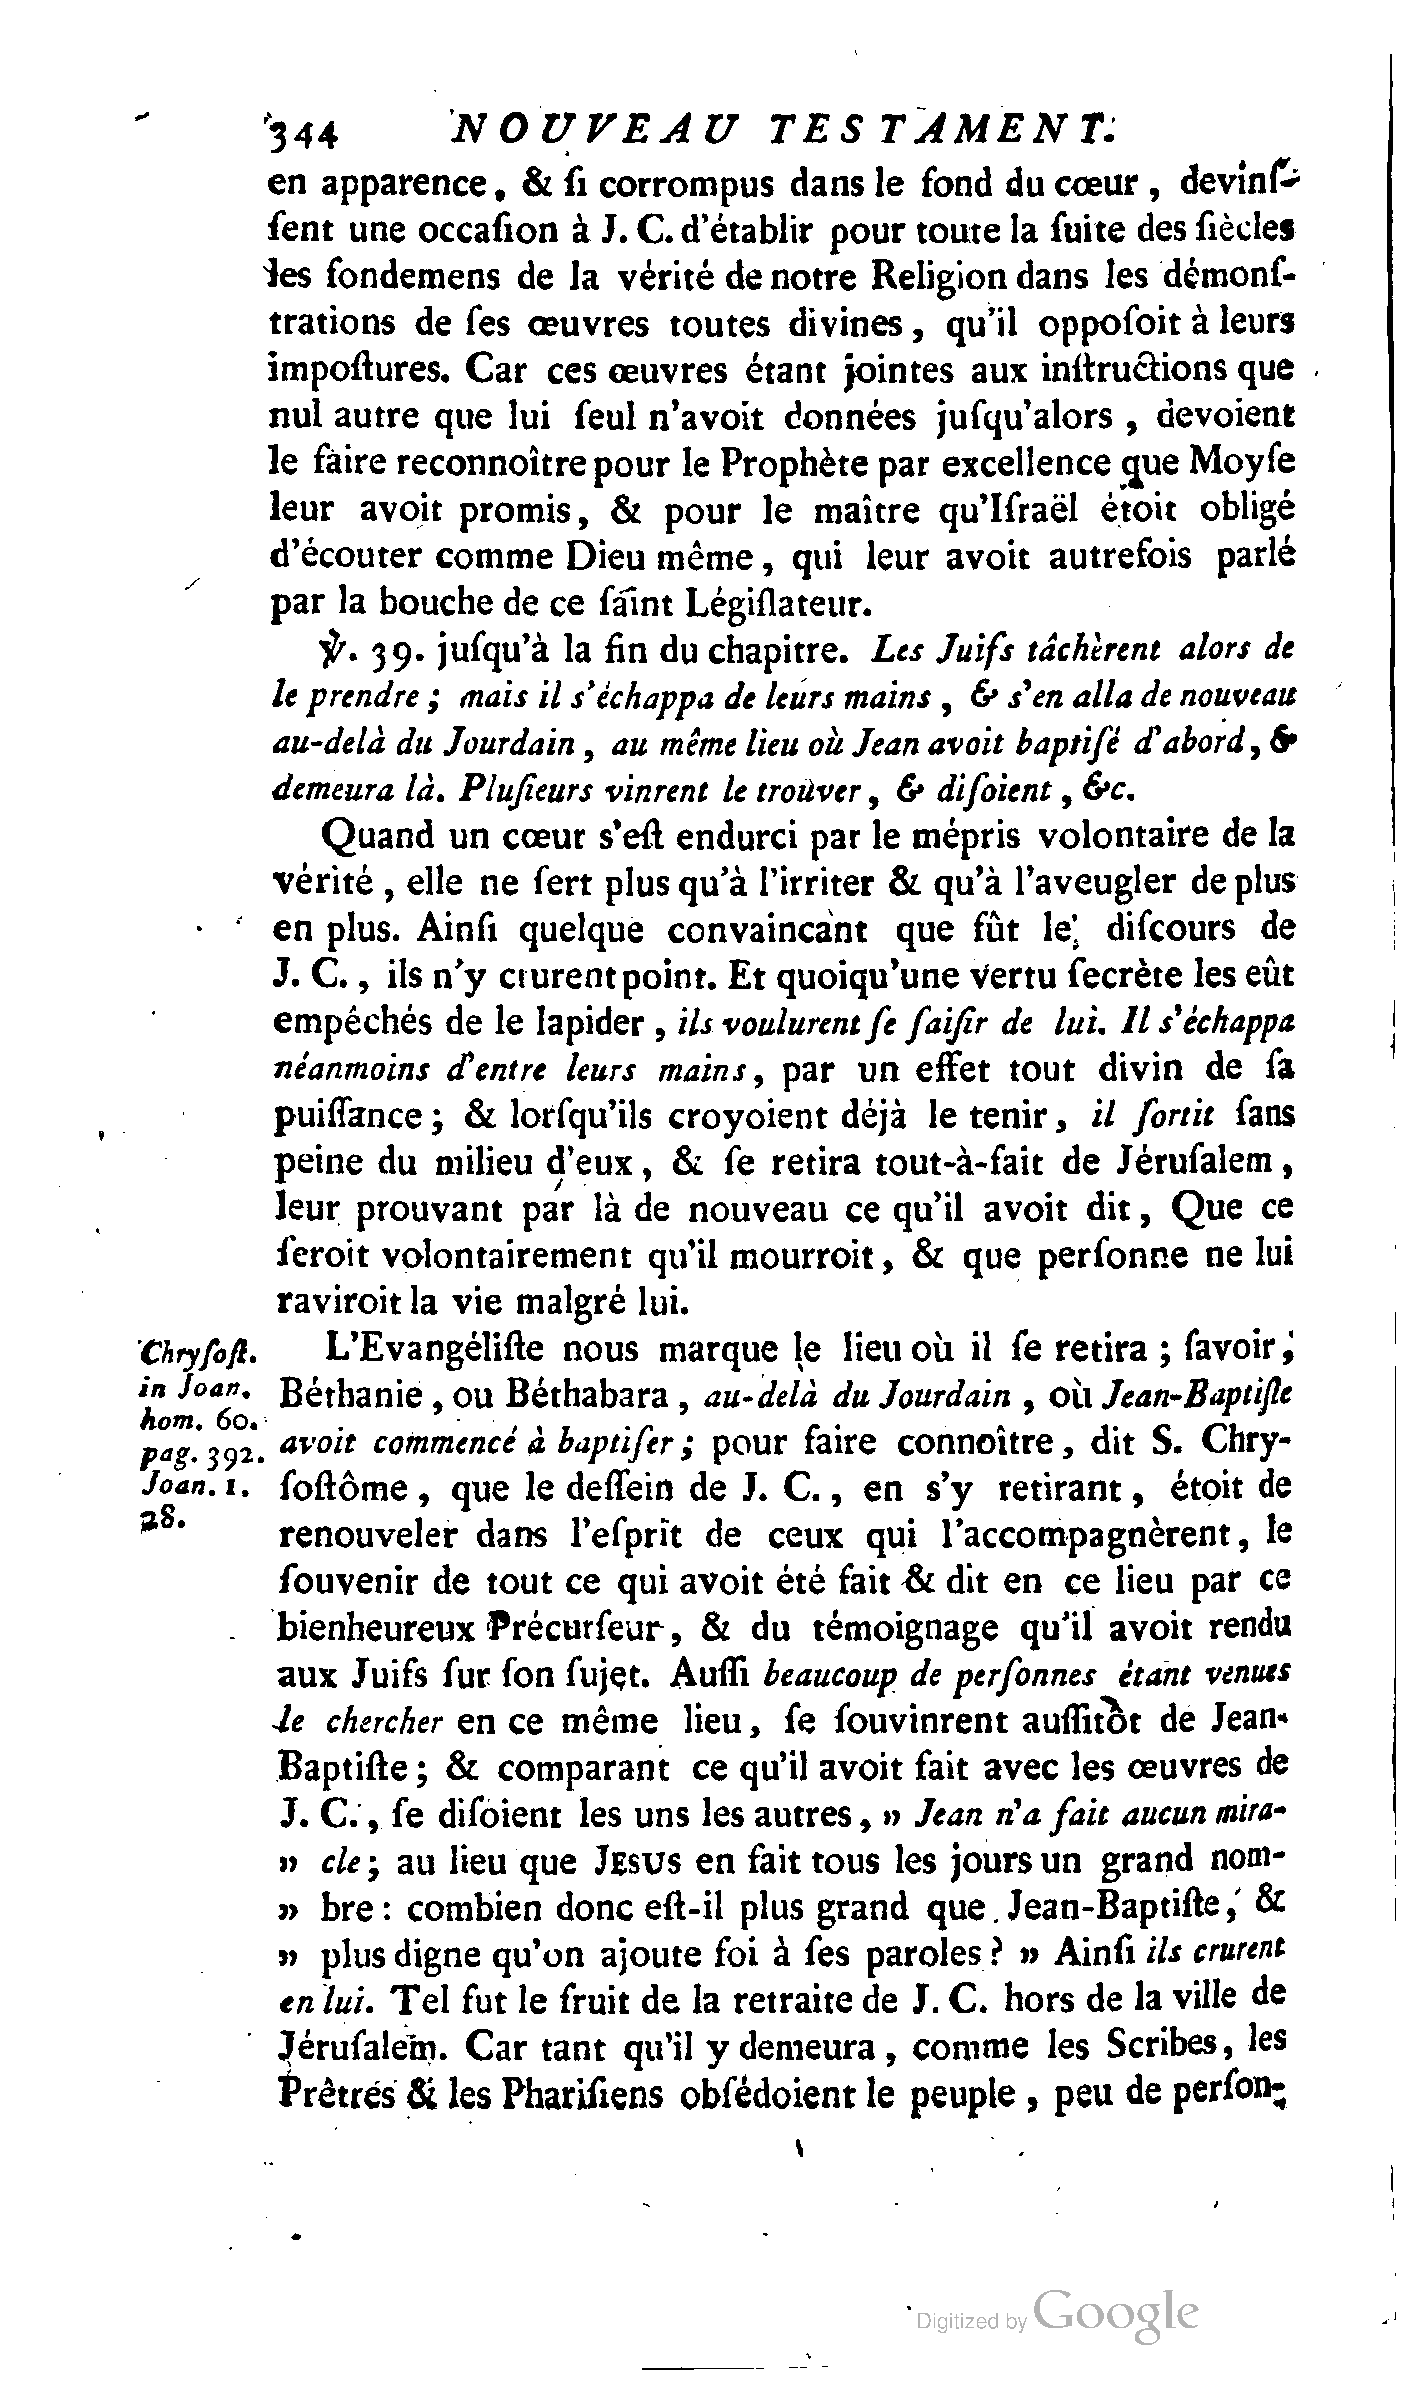 344 NOUVEAU TESTAMENT.
en apparence, & ſi corrompus dans le fond du cœur, devinſ-
ſent une occaſion à J. C. d'établir pour toute la ſuite des ſiècles
les fondemens de la vérité de notre Religion dans les démonſ-
trations de ſes œuvres toutes divines, qu'il oppoſoit à leurs
impoſtures. Car ces œuvres étant jointes aux inſtructions que
nul autre que lui ſeul n'avoit données juſqu'alors, devoient
le faire reconnoître pour le Prophète par excellence que Moyſe
leur avoit promis, & pour le maître qu'Iſraël étoit obligé
d'écouter comme Dieu même, qui leur avoit autrefois parlé
par la bouche de ce ſaint Légiſlateur.
℣. 39. juſqu'à la fin du chapitre. Les Juifs tâchèrent alors de
le prendre; mais il s'échappa de leurs mains, & s'en alla de nouveau
au-delà du Jourdain, au même lieu où Jean avoit baptiſé d'abord, &
demeura là. Pluſieurs vinrent le trouver, & diſoient, &c.
Quand un cœur s'eſt endurci par le mépris volontaire de la
vérité, elle ne ſert plus qu'à l'irriter & qu'à l'aveugler de plus
en plus. Ainſi quelque convaincant que fût le diſcours de
J. C., ils n'y crurent point. Et quoiqu'une vertu ſecrète les eût
empêchés de le lapider, ils voulurent ſe ſaiſir de lui. Il s'échappa
néanmoins d'entre leurs mains, par un effet tout divin de ſa
puiſſance; & lorſqu'ils croyoient déjà le tenir, il ſortit ſans
peine du milieu d'eux, & ſe retira tout-à-fait de Jéruſalem,
leur prouvant par là de nouveau ce qu'il avoit dit, Que ce
ſeroit volontairement qu'il mourroit, & que perſonne ne lui
raviroit la vie malgré lui.
Chryſoſt.
in Joan.
hom. 60.
pag. 392.
Joan. 1.
28.
L'Evangéliſte nous marque le lieu où il ſe retira; ſavoir,
Béthanie, ou Béthabara, au-delà du Jourdain, où Jean-Baptiſte
avoit commencé à baptiſer; pour faire connoître, dit S. Chry-
ſoſtôme, que le deſſein de J. C., en s'y retirant, étoit de
renouveler dans l'eſprit de ceux qui l'accompagnèrent, le
ſouvenir de tout ce qui avoit été fait & dit en ce lieu par ce
bienheureux Précurſeur, & du témoignage qu'il avoit rendu
aux Juifs ſur ſon ſujet. Auſſi beaucoup de perſonnes étant venues
le chercher en ce même lieu, ſe ſouvinrent auſſitôt de Jean-
Baptiſte; & comparant ce qu'il avoit fait avec les œuvres de
J. C., ſe diſoient les uns les autres, » Jean n'a fait aucun mira-
» cle; au lieu que JESUS en fait tous les jours un grand nom-
» bre: combien donc eſt-il plus grand que Jean-Baptiſte, &
» plus digne qu'on ajoute foi à ſes paroles? » Ainſi ils crurent
en lui. Tel fut le fruit de la retraite de J. C. hors de la ville de
Jéruſalem. Car tant qu'il y demeura, comme les Scribes, les
Prêtres & les Phariſiens obſédoient le peuple, peu de perſon-
Digitized by Google